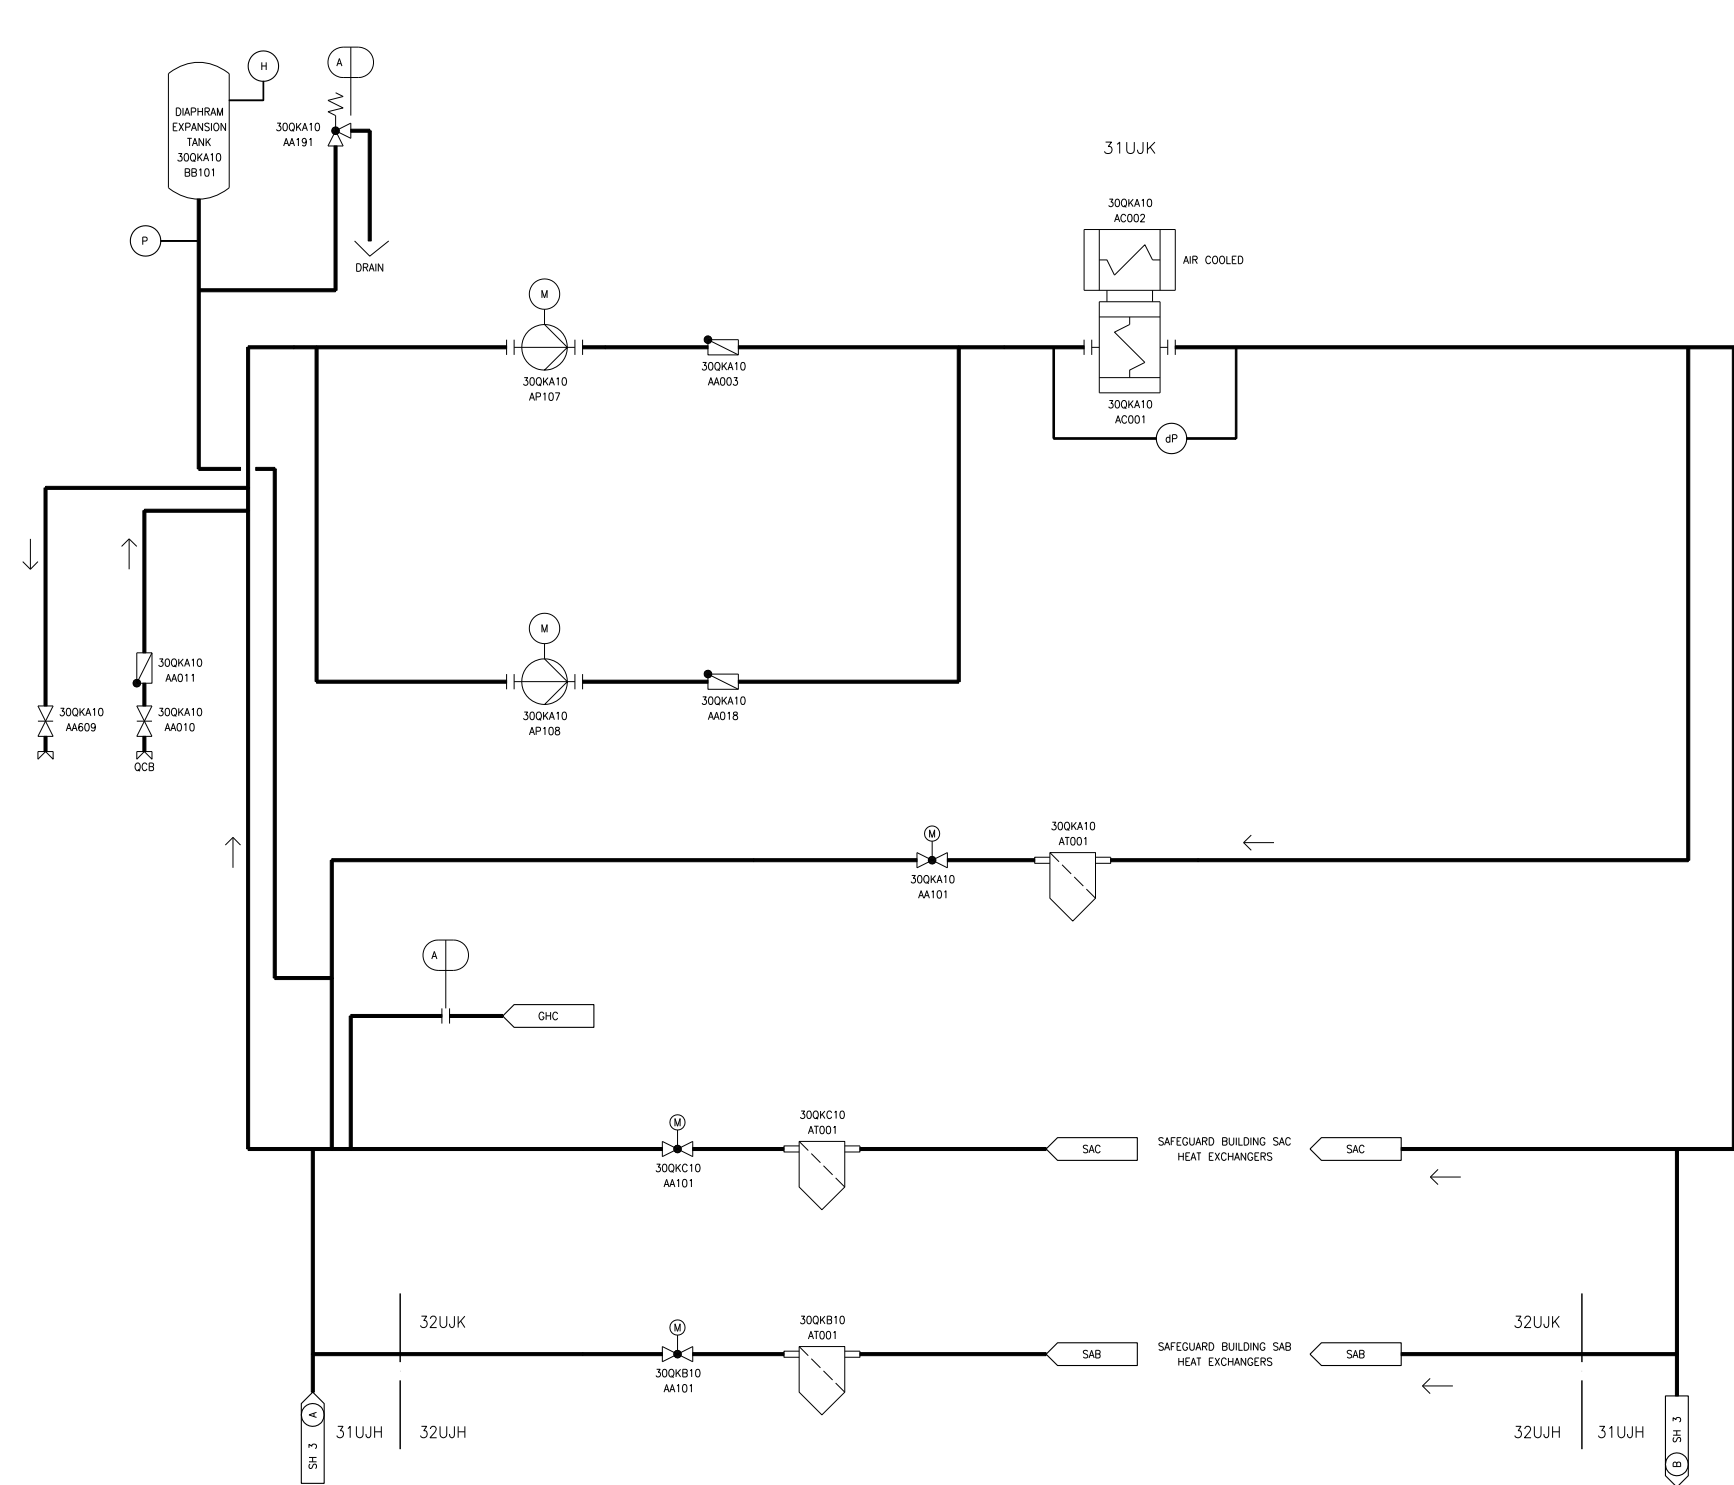 H
A
DIAPHRAM
EXPANSION
TANK
30QKA10
BB101
30QKA10
AA191
P
DRAIN
31UJK
30QKA10
AC002
AIR COOLED
M
30QKA10
AP107
30QKA10
AA003
30QKA10
AC001
dP
M
30QKA10
AP108
30QKA10
AA018
30QKA10
AA011
30QKA10
AA609
30QKA10
AA010
QCB
M
30QKA10
AA101
30QKA10
AT001
A
GHC
M
30QKC10
AA101
30QKC10
AT001
SAC
SAFEGUARD BUILDING SAC
HEAT EXCHANGERS
SAC
32UJK
M
30QKB10
AA101
30QKB10
AT001
SAB
SAFEGUARD BUILDING SAB
HEAT EXCHANGERS
SAB
32UJK
A
SH 3
31UJH
32UJH
32UJH
31UJH
SH 3
B